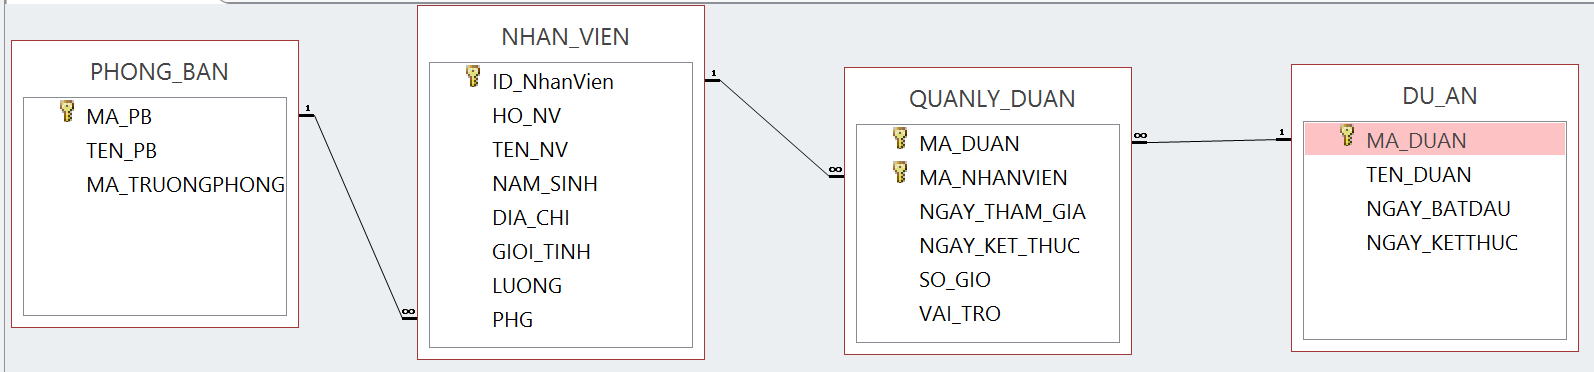 PHONG_BAN
MA_PB
TEN_PB
MA_TRUONGPHONG
1
∞
NHAN_VIEN
ID_NhanVien
HO_NV
TEN_NV
NAM_SINH
DIA_CHI
GIOI_TINH
LUONG
PHG
1
∞
QUANLY_DUAN
MA_DUAN
MA_NHANVIEN
NGAY_THAM_GIA
NGAY_KET_THUC
SO_GIO
VAI_TRO
∞
1
DU_AN
MA_DUAN
TEN_DUAN
NGAY_BATDAU
NGAY_KETTHUC